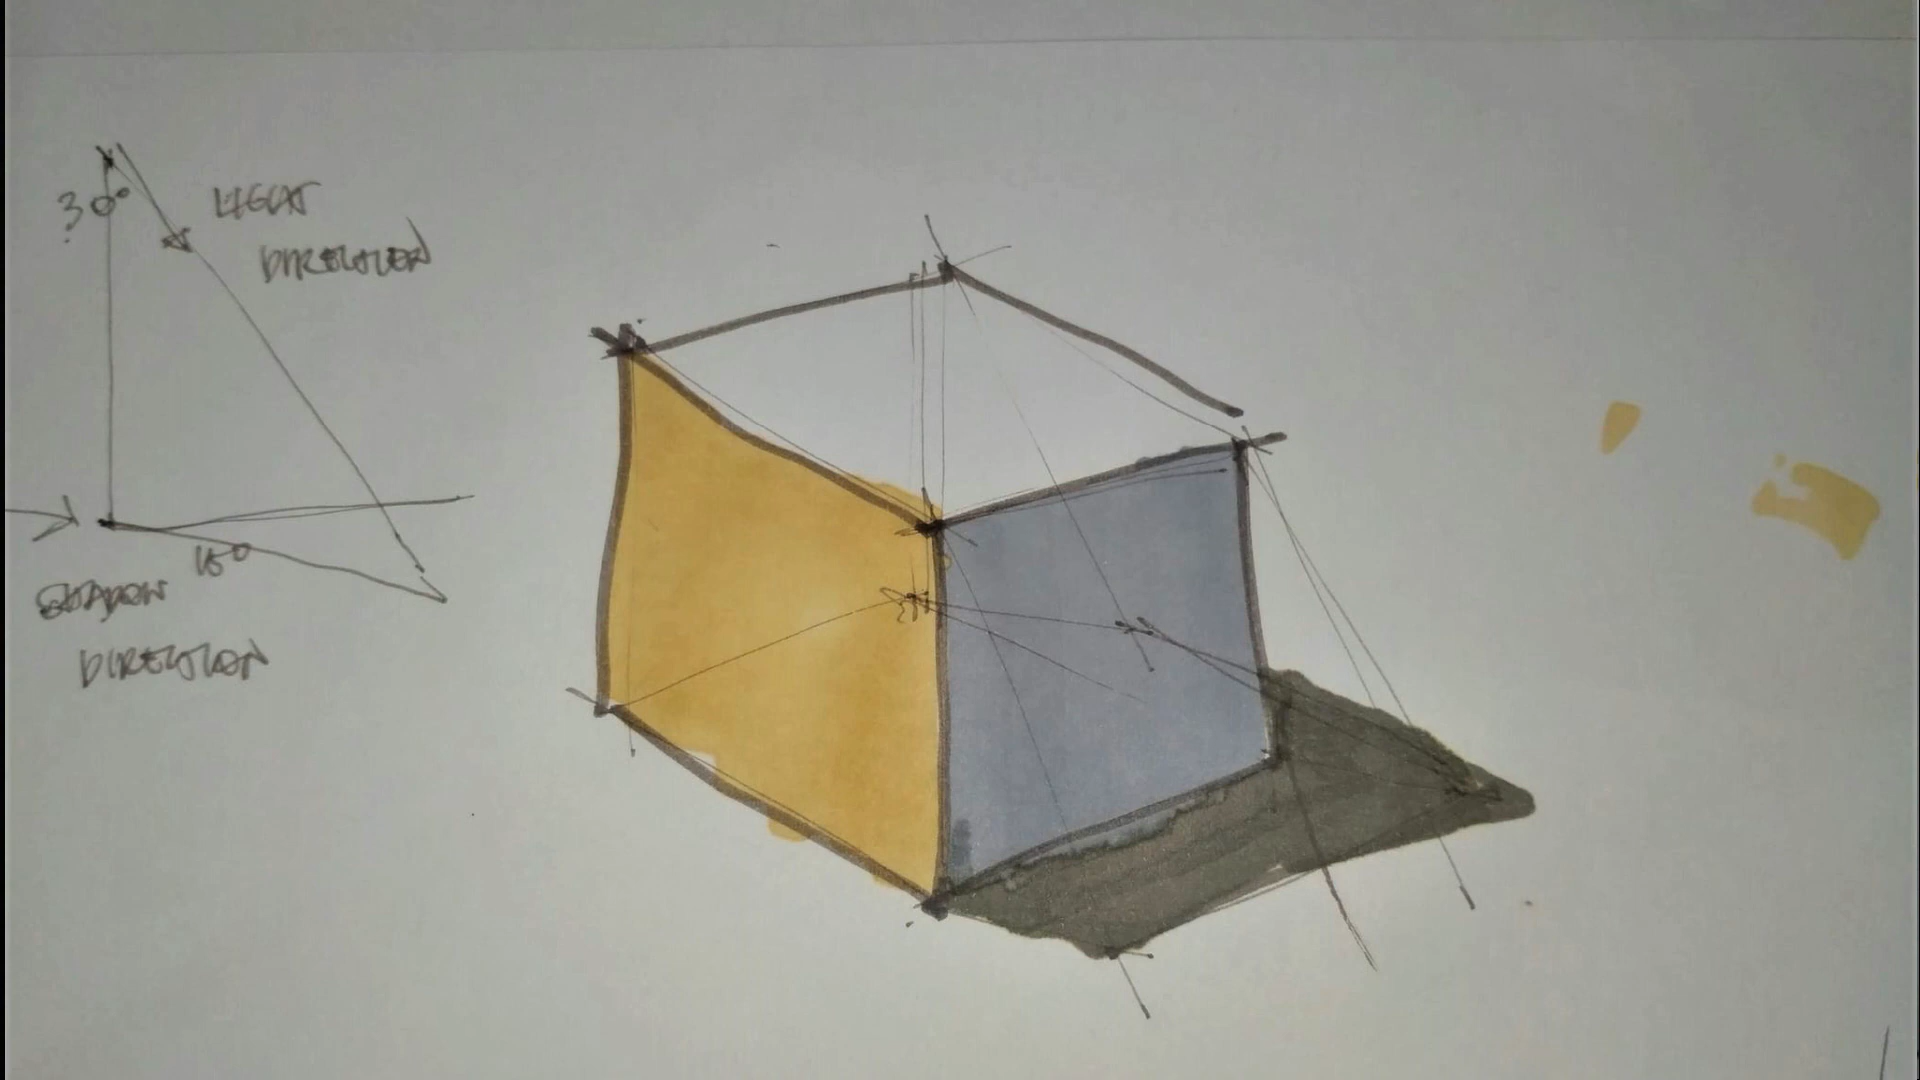 30°
LIGHT
DIRECTION
15°
SHADOW
DIRECTION